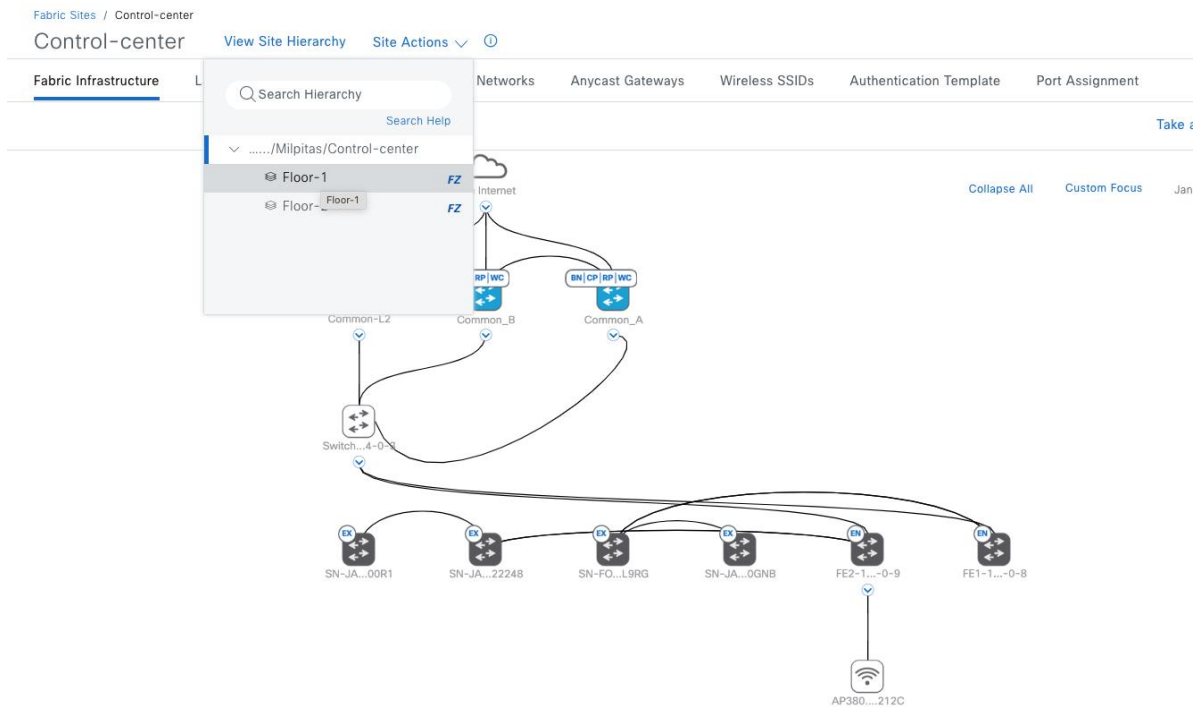 Fabric Sites / Control-center
Control-center View Site Hierarchy Site Actions
Fabric Infrastructure L Networks Anycast Gateways Wireless SSIDs Authentication Template Port Assignment
Search Hierarchy
Search Help
Take a
....../Milpitas/Control-center
Floor-1 FZ
Floor-1
Floor-2 FZ
Internet
Collapse All Custom Focus Jan
RP|WC BN|CP|RP|WC
Common-L2 Common_B Common_A
Switch...4-0-3
EX EX EX EX EN EN
SN-JA...00R1 SN-JA...22248 SN-FO...L9RG SN-JA...0GNB FE2-1...-0-9 FE1-1...-0-8
AP380....212C